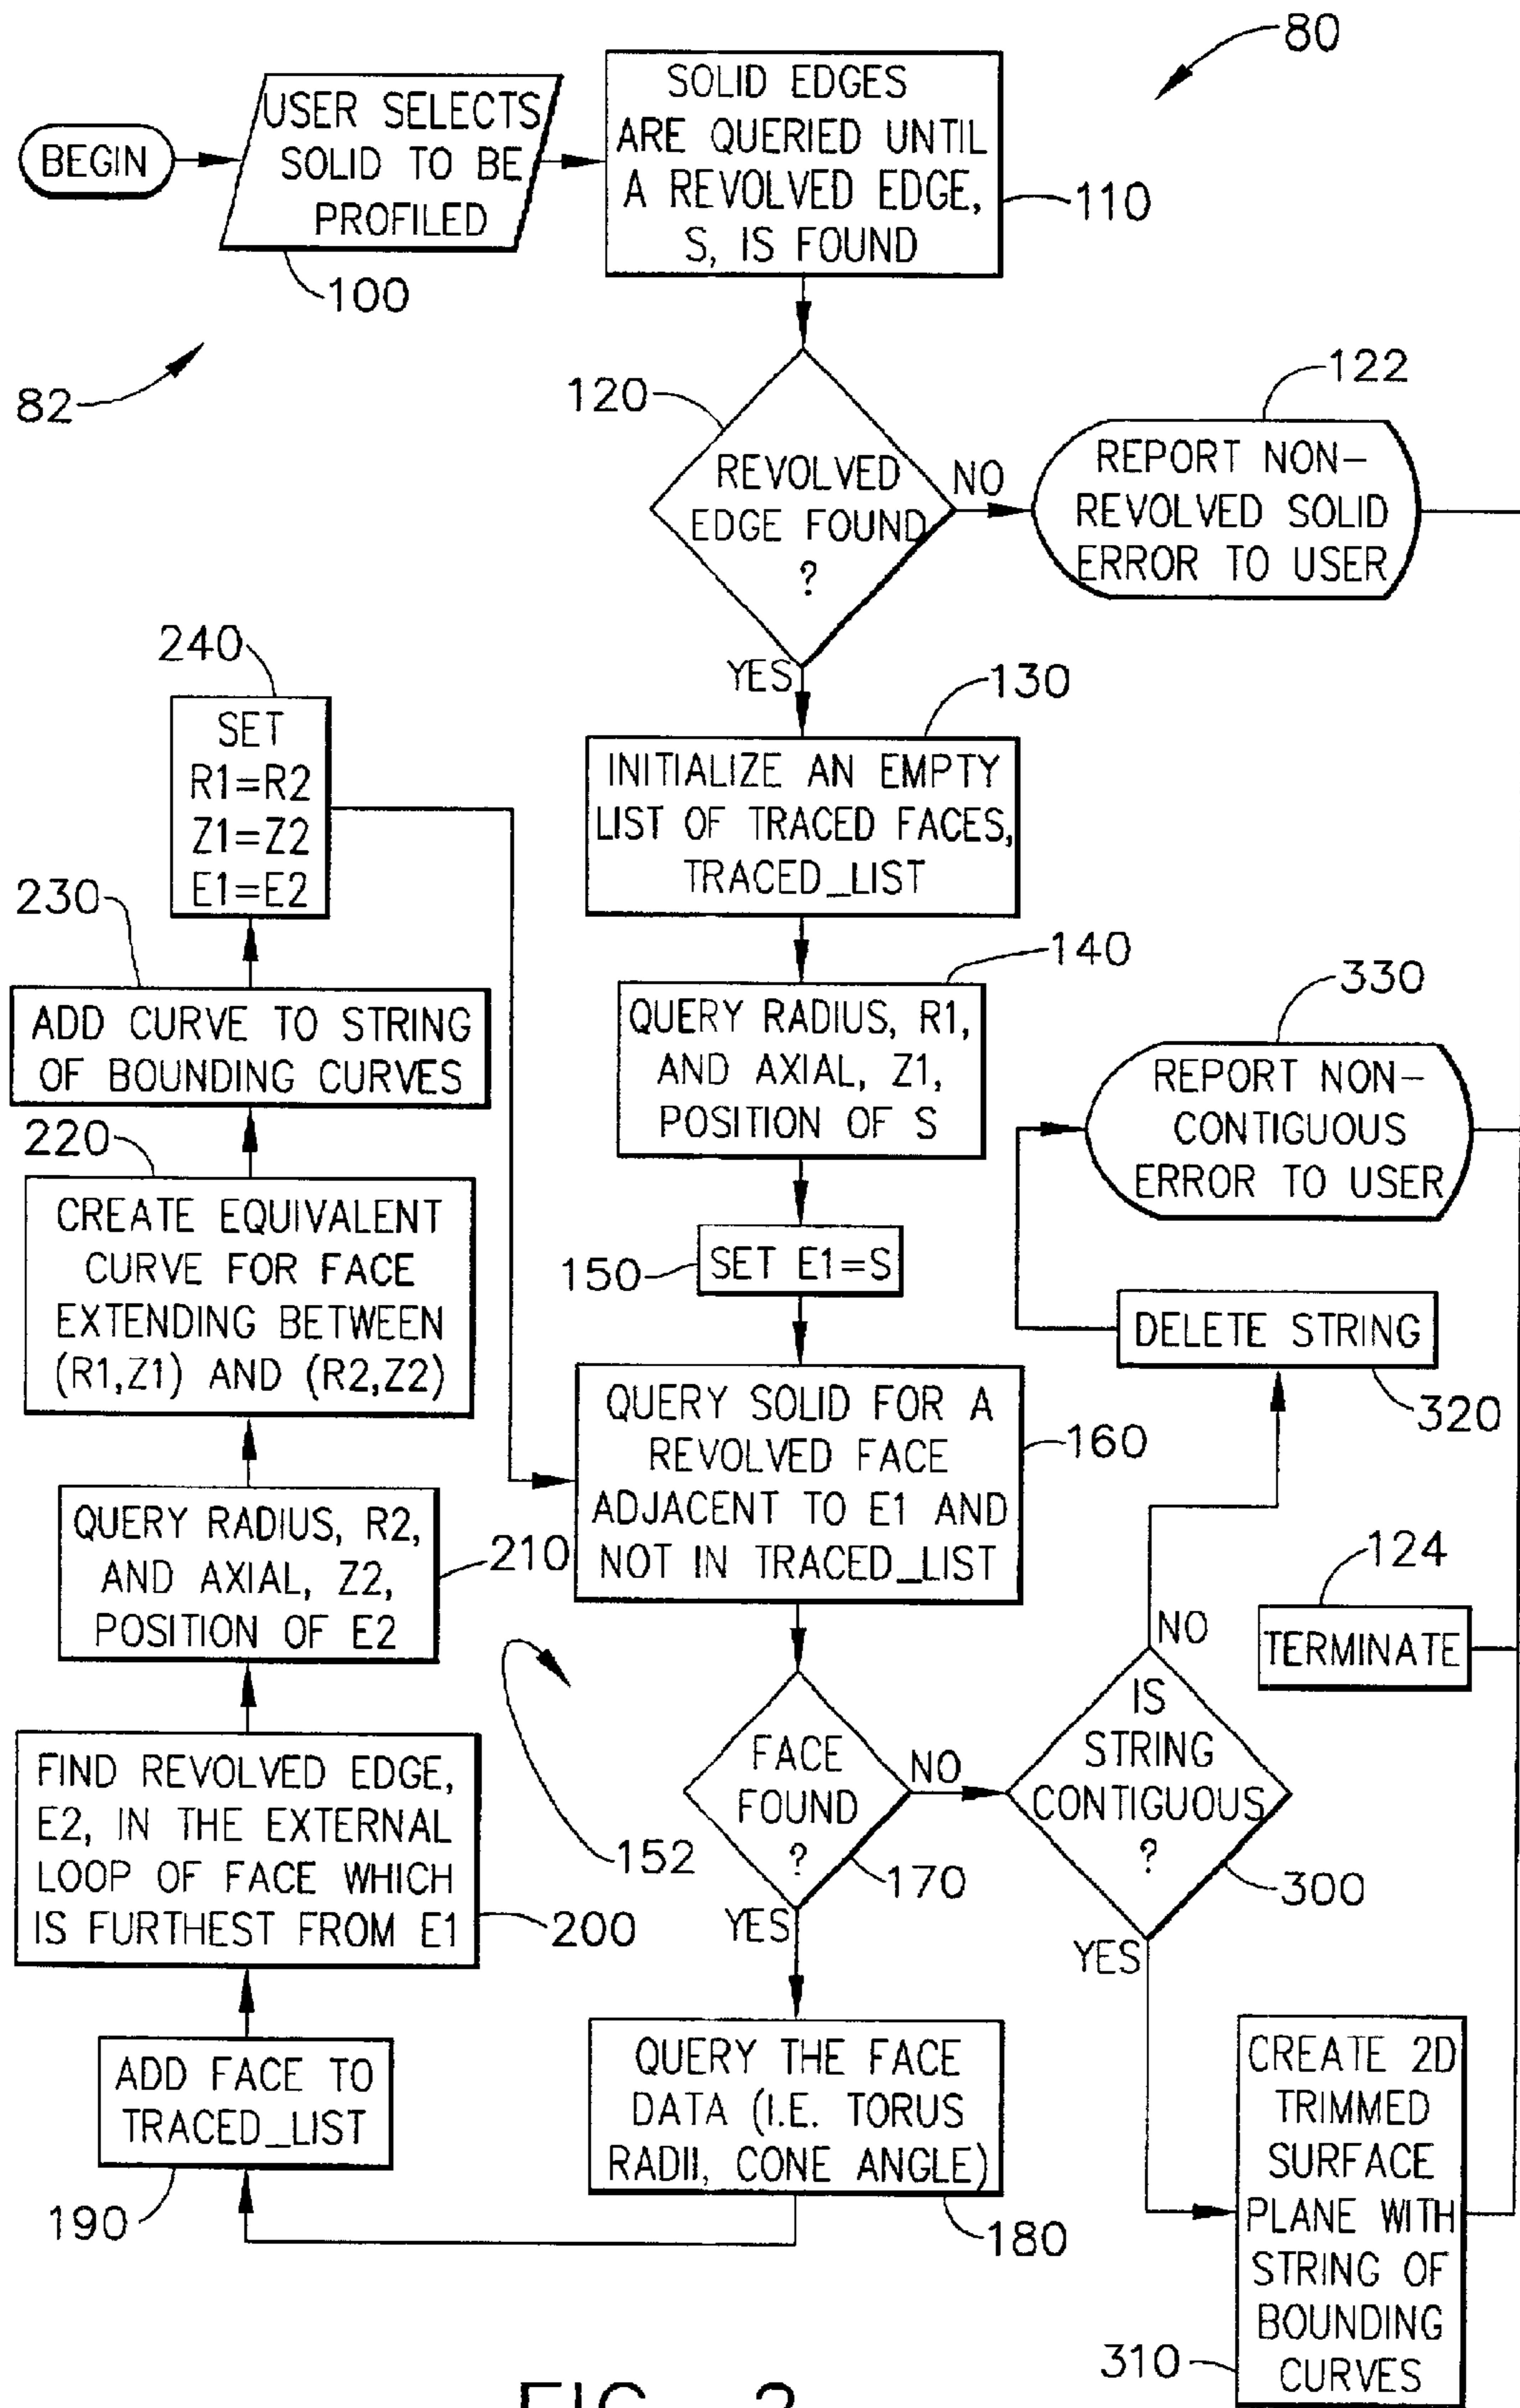 80
BEGIN
USER SELECTS
SOLID TO BE
PROFILED
100
SOLID EDGES
ARE QUERIED UNTIL
A REVOLVED EDGE,
S, IS FOUND
110
82
120
REVOLVED
EDGE FOUND
?
NO
122
REPORT NON-
REVOLVED SOLID
ERROR TO USER
YES
130
INITIALIZE AN EMPTY
LIST OF TRACED FACES,
TRACED_LIST
140
QUERY RADIUS, R1,
AND AXIAL, Z1,
POSITION OF S
150
SET E1=S
QUERY SOLID FOR A
REVOLVED FACE
ADJACENT TO E1 AND
NOT IN TRACED_LIST
160
152
FACE
FOUND
?
170
NO
YES
QUERY THE FACE
DATA (I.E. TORUS
RADII, CONE ANGLE)
180
ADD FACE TO
TRACED_LIST
190
FIND REVOLVED EDGE,
E2, IN THE EXTERNAL
LOOP OF FACE WHICH
IS FURTHEST FROM E1
200
QUERY RADIUS, R2,
AND AXIAL, Z2,
POSITION OF E2
210
220
CREATE EQUIVALENT
CURVE FOR FACE
EXTENDING BETWEEN
(R1,Z1) AND (R2,Z2)
230
ADD CURVE TO STRING
OF BOUNDING CURVES
240
SET
R1=R2
Z1=Z2
E1=E2
IS
STRING
CONTIGUOUS
?
300
NO
YES
320
DELETE STRING
330
REPORT NON-
CONTIGUOUS
ERROR TO USER
124
TERMINATE
CREATE 2D
TRIMMED
SURFACE
PLANE WITH
STRING OF
BOUNDING
CURVES
310